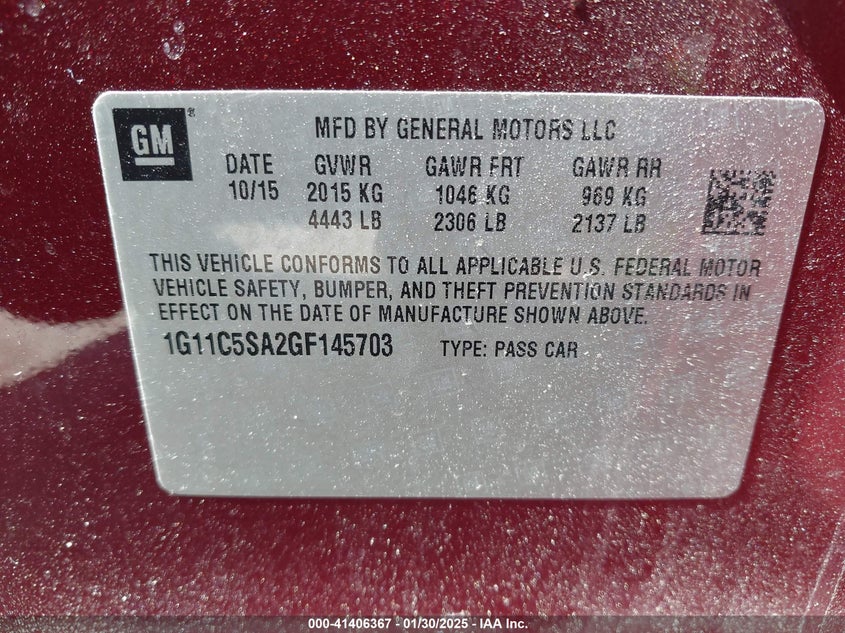 GM ®
MFD BY GENERAL MOTORS LLC
DATE GVWR GAWR FRT GAWR RR
10/15 2015 KG 1046 KG 969 KG
4443 LB 2306 LB 2137 LB
THIS VEHICLE CONFORMS TO ALL APPLICABLE U.S. FEDERAL MOTOR
VEHICLE SAFETY, BUMPER, AND THEFT PREVENTION STANDARDS IN
EFFECT ON THE DATE OF MANUFACTURE SHOWN ABOVE.
1G11C5SA2GF145703 TYPE: PASS CAR
000-41406367 — 01/30/2025 — IAA Inc.